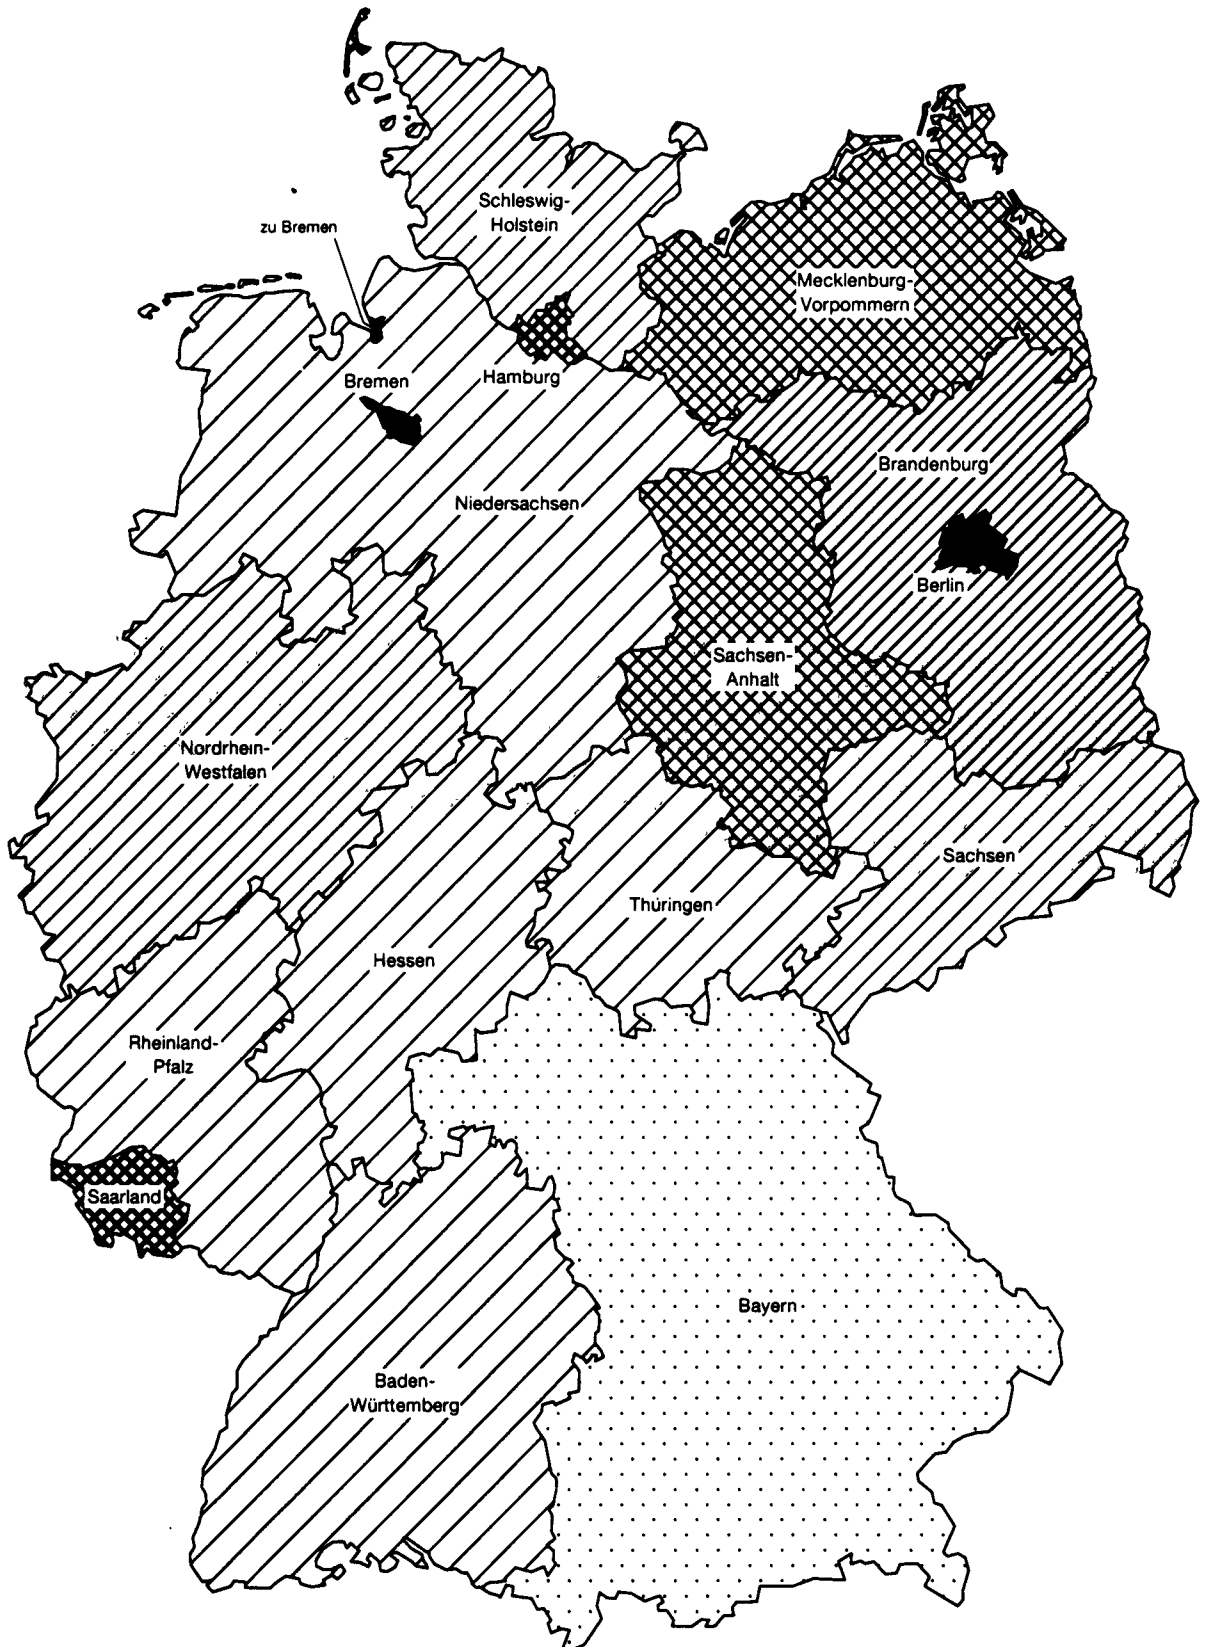 Schleswig-
Holstein
zu Bremen
Mecklenburg-
Vorpommern
Hamburg
Bremen
Brandenburg
Niedersachsen
Berlin
Sachsen-
Anhalt
Nordrhein-
Westfalen
Sachsen
Thüringen
Hessen
Rheinland-
Pfalz
Saarland
Bayern
Baden-
Württemberg